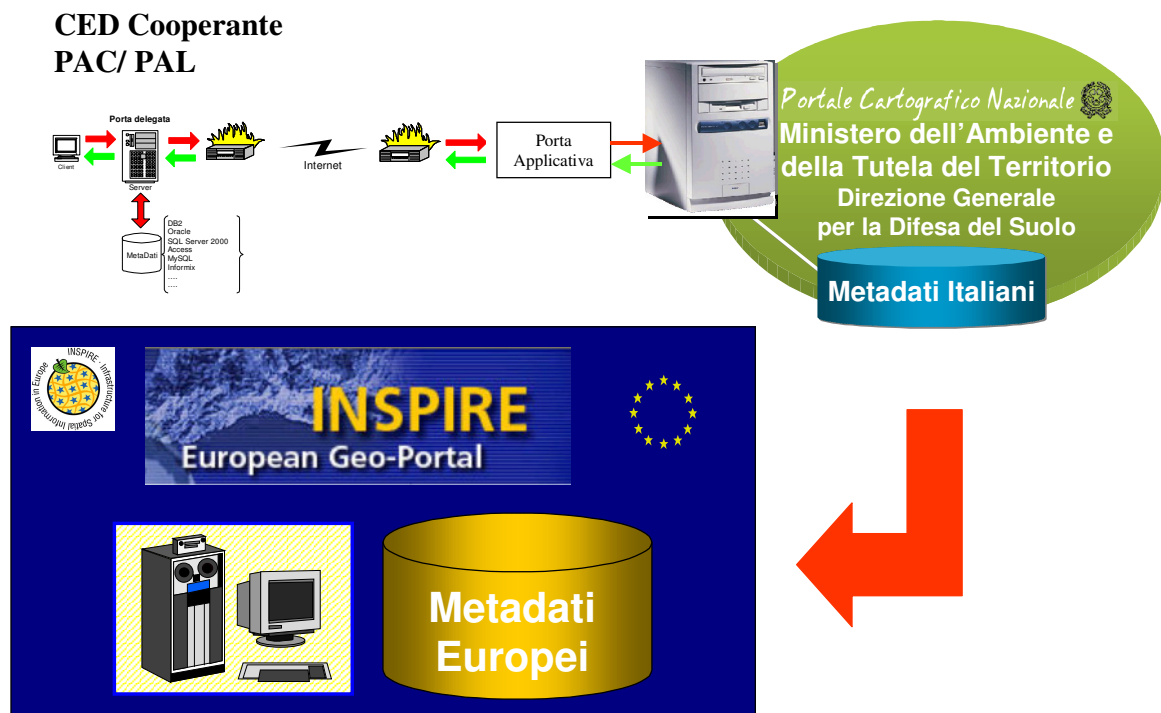 CED Cooperante
PAC/ PAL
Porta delegata
Client
Server
MetaDati
DB2
Oracle
SQL Server 2000
Access
MySQL
Informix
....
....
Internet
Porta
Applicativa
Portale Cartografico Nazionale
Ministero dell'Ambiente e
della Tutela del Territorio
Direzione Generale
per la Difesa del Suolo
Metadati Italiani
INSPIRE - Infrastructure for Spatial Information in Europe
INSPIRE
European Geo-Portal
Metadati
Europei